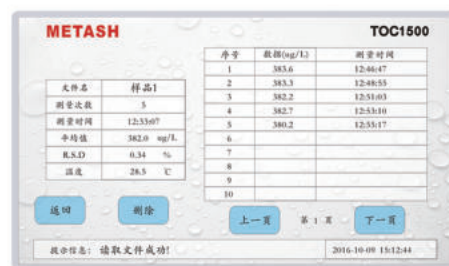 METASH TOC1500
文件名 样品1
测量次数 5
测量时间 12:33:07
平均值 382.0 ug/L
R.S.D 0.34 %
温度 28.5 ℃
序号 数据(ug/L) 测量时间
1 383.6 12:46:47
2 383.3 12:48:55
3 382.2 12:51:03
4 382.7 12:53:10
5 380.2 12:55:17
6
7
8
9
10
返回 删除 上一页 第 1 页 下一页
提示信息: 读取文件成功! 2016-10-09 15:12:44